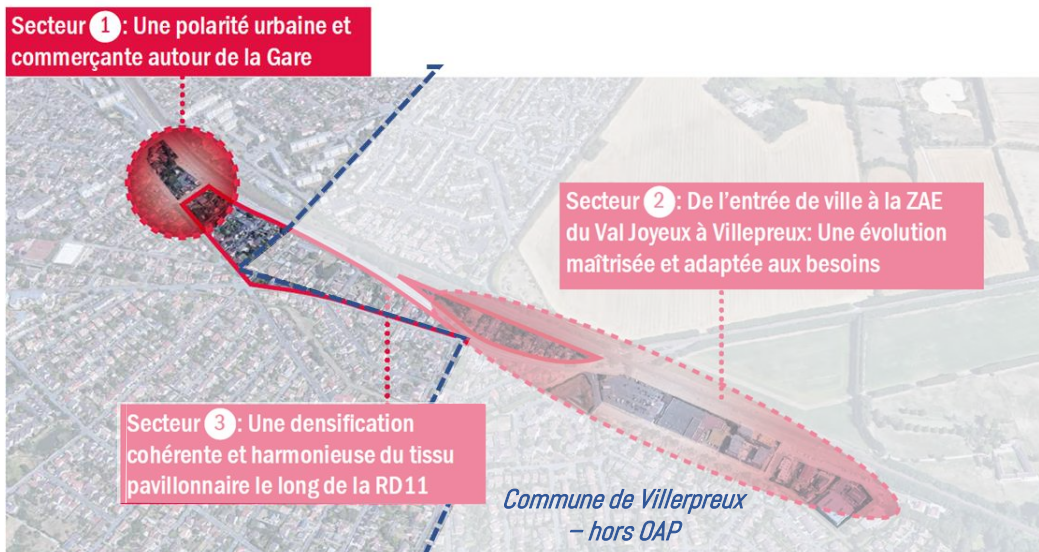 Secteur 1 : Une polarité urbaine et
commerçante autour de la Gare
Secteur 2 : De l'entrée de ville à la ZAE
du Val Joyeux à Villepreux: Une évolution
maîtrisée et adaptée aux besoins
Secteur 3 : Une densification
cohérente et harmonieuse du tissu
pavillonnaire le long de la RD11
Commune de Villerpreux
– hors OAP